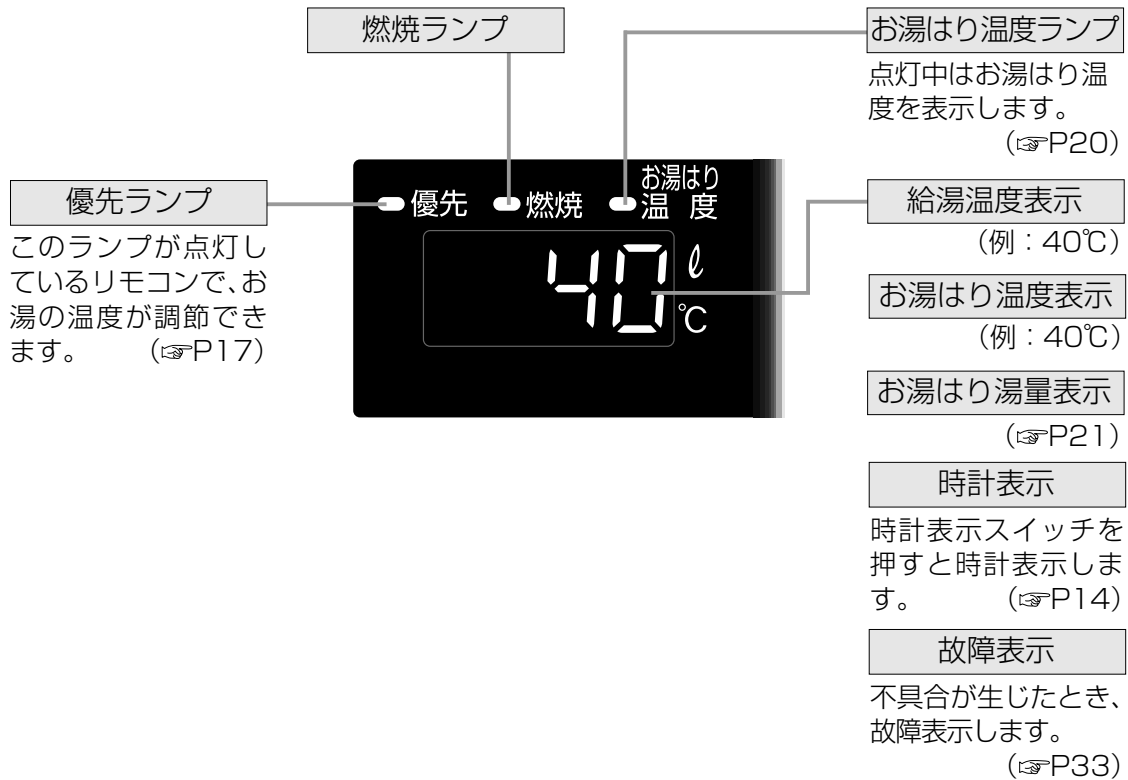 燃焼ランプ
お湯はり温度ランプ
点灯中はお湯はり温
度を表示します。
(☞P20)
優先ランプ
このランプが点灯し
ているリモコンで、お
湯の温度が調節でき
ます。 (☞P17)
お湯はり
優先 燃焼 温度
40 ℓ
℃
給湯温度表示
(例:40℃)
お湯はり温度表示
(例:40℃)
お湯はり湯量表示
(☞P21)
時計表示
時計表示スイッチを
押すと時計表示しま
す。 (☞P14)
故障表示
不具合が生じたとき、
故障表示します。
(☞P33)